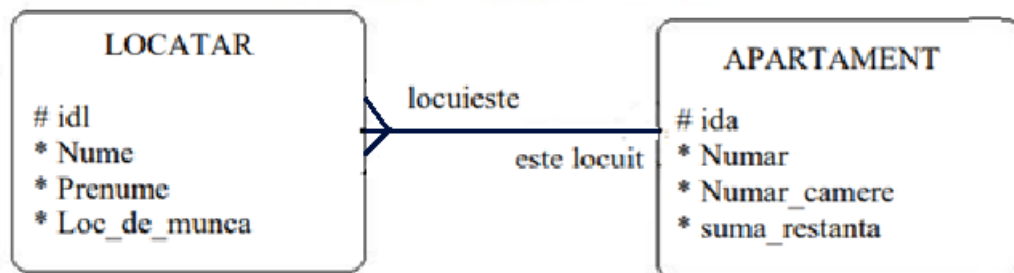 LOCATAR
# idl
* Nume
* Prenume
* Loc_de_munca
locuieste
este locuit
APARTAMENT
# ida
* Numar
* Numar_camere
* suma_restanta